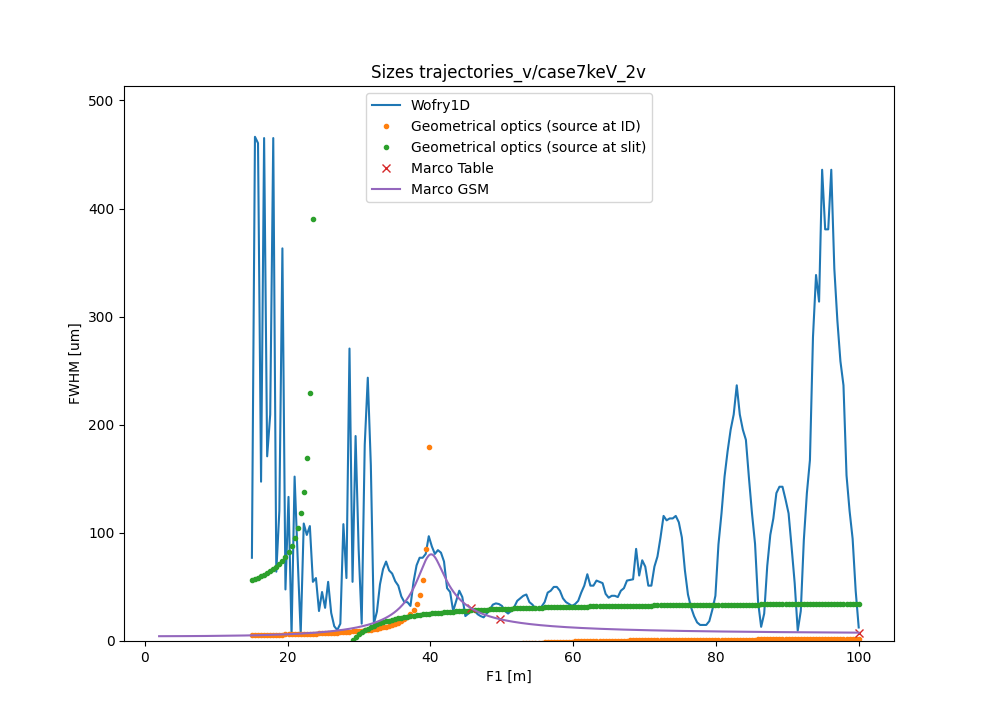 Sizes trajectories_v/case7keV_2v
Wofry1D
Geometrical optics (source at ID)
Geometrical optics (source at slit)
Marco Table
Marco GSM
FWHM [um]
500
400
300
200
100
0
0 20 40 60 80 100
F1 [m]